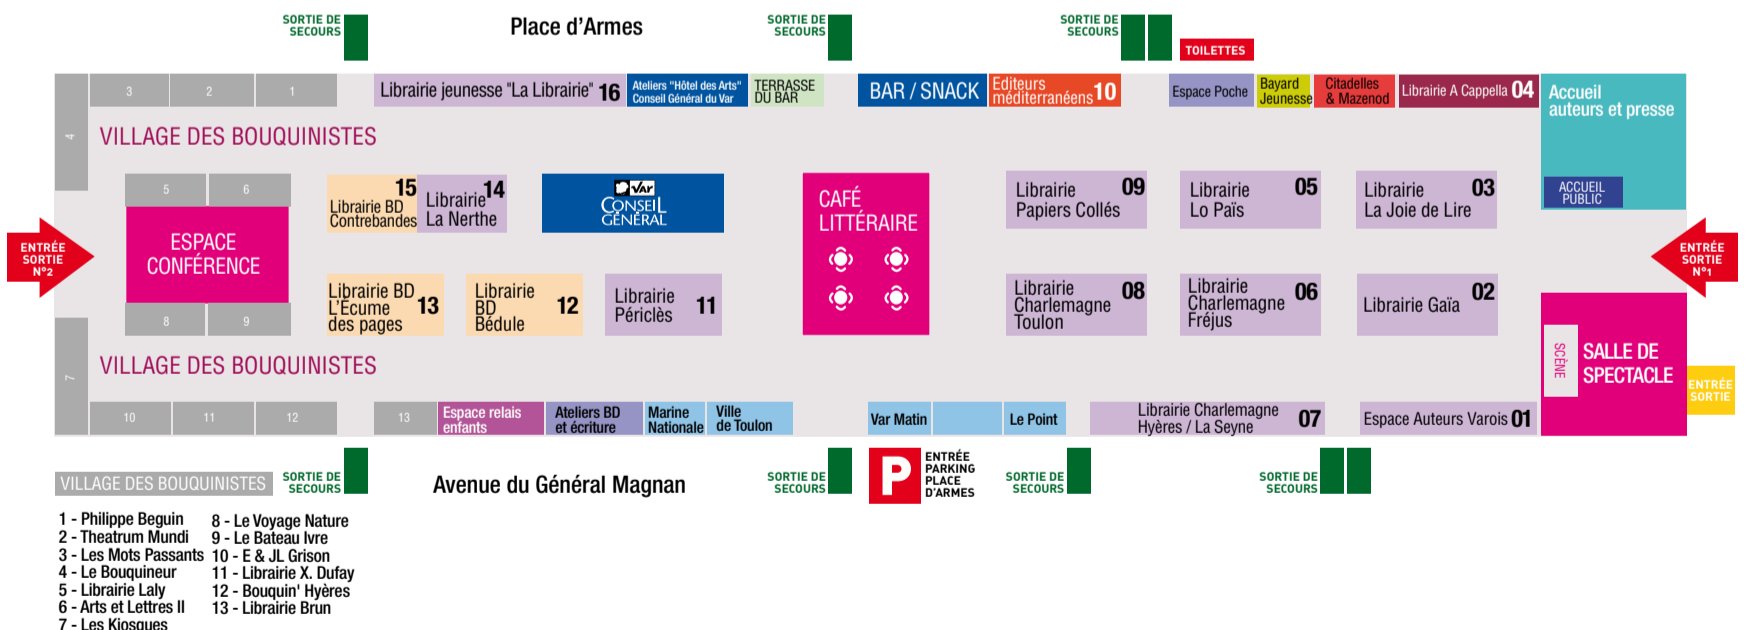 SORTIE DE
SECOURS
Place d'Armes
SORTIE DE
SECOURS
SORTIE DE
SECOURS
TOILETTES
3
2
1
Librairie jeunesse "La Librairie" 16
Ateliers "Hôtel des Arts"
Conseil Général du Var
TERRASSE
DU BAR
BAR / SNACK
Editeurs
méditerranéens 10
Espace Poche
Bayard
Jeunesse
Citadelles
& Mazenod
Librairie A Cappella 04
Accueil
auteurs et presse
4
VILLAGE DES BOUQUINISTES
5
6
15
Librairie BD
Contrebandes
14
Librairie
La Nerthe
Var
CONSEIL
GÉNÉRAL
CAFÉ
LITTÉRAIRE
Librairie 09
Papiers Collés
Librairie 05
Lo Païs
Librairie 03
La Joie de Lire
ACCUEIL
PUBLIC
ENTRÉE
SORTIE
N°2
ESPACE
CONFÉRENCE
ENTRÉE
SORTIE
N°1
Librairie BD
L'Écume 13
des pages
Librairie
BD 12
Bédule
Librairie
Périclès 11
Librairie
Charlemagne 08
Toulon
Librairie
Charlemagne 06
Fréjus
Librairie Gaïa 02
8
9
SCÈNE
SALLE DE
SPECTACLE
ENTRÉE
SORTIE
7
VILLAGE DES BOUQUINISTES
10
11
12
13
Espace relais
enfants
Ateliers BD
et écriture
Marine
Nationale
Ville
de Toulon
Var Matin
Le Point
Librairie Charlemagne
Hyères / La Seyne 07
Espace Auteurs Varois 01
VILLAGE DES BOUQUINISTES
SORTIE DE
SECOURS
Avenue du Général Magnan
SORTIE DE
SECOURS
P
ENTRÉE
PARKING
PLACE
D'ARMES
SORTIE DE
SECOURS
SORTIE DE
SECOURS
1 - Philippe Beguin
2 - Theatrum Mundi
3 - Les Mots Passants
4 - Le Bouquineur
5 - Librairie Laly
6 - Arts et Lettres II
7 - Les Kiosques
8 - Le Voyage Nature
9 - Le Bateau Ivre
10 - E & JL Grison
11 - Librairie X. Dufay
12 - Bouquin' Hyères
13 - Librairie Brun